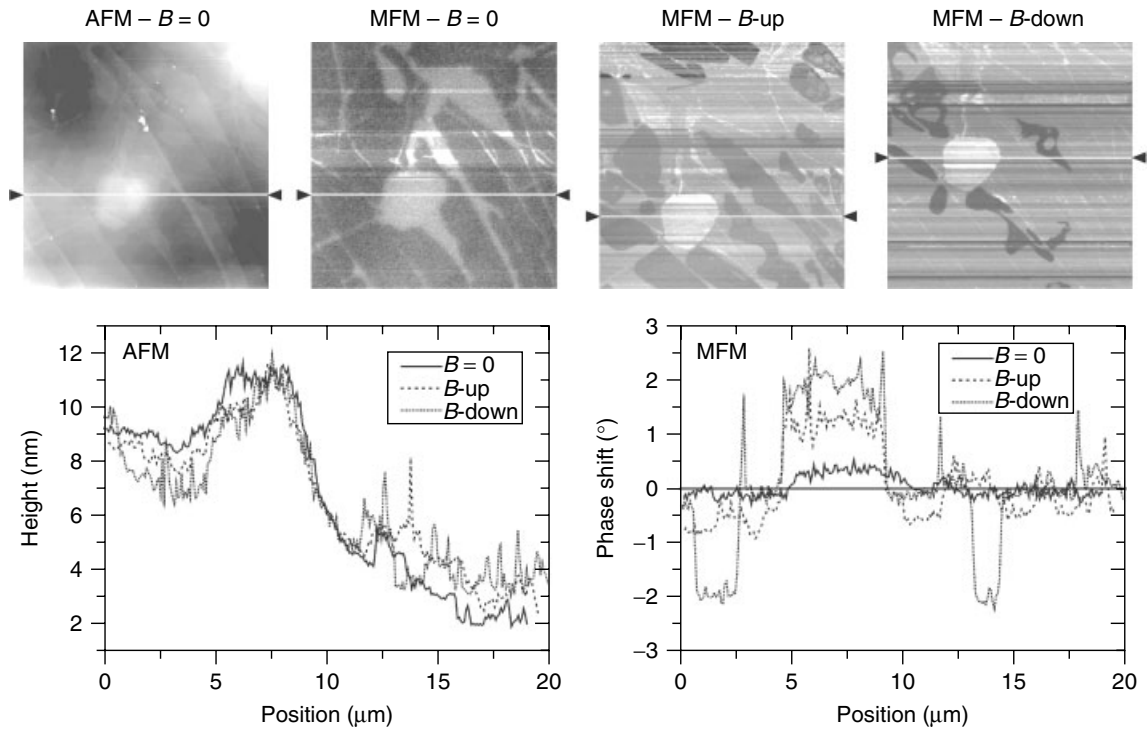 AFM – B = 0
MFM – B = 0
MFM – B-up
MFM – B-down
AFM
B = 0
B-up
B-down
12
10
8
6
4
2
Height (nm)
0
5
10
15
20
Position (μm)
MFM
B = 0
B-up
B-down
3
2
1
0
–1
–2
–3
Phase shift (°)
0
5
10
15
20
Position (μm)